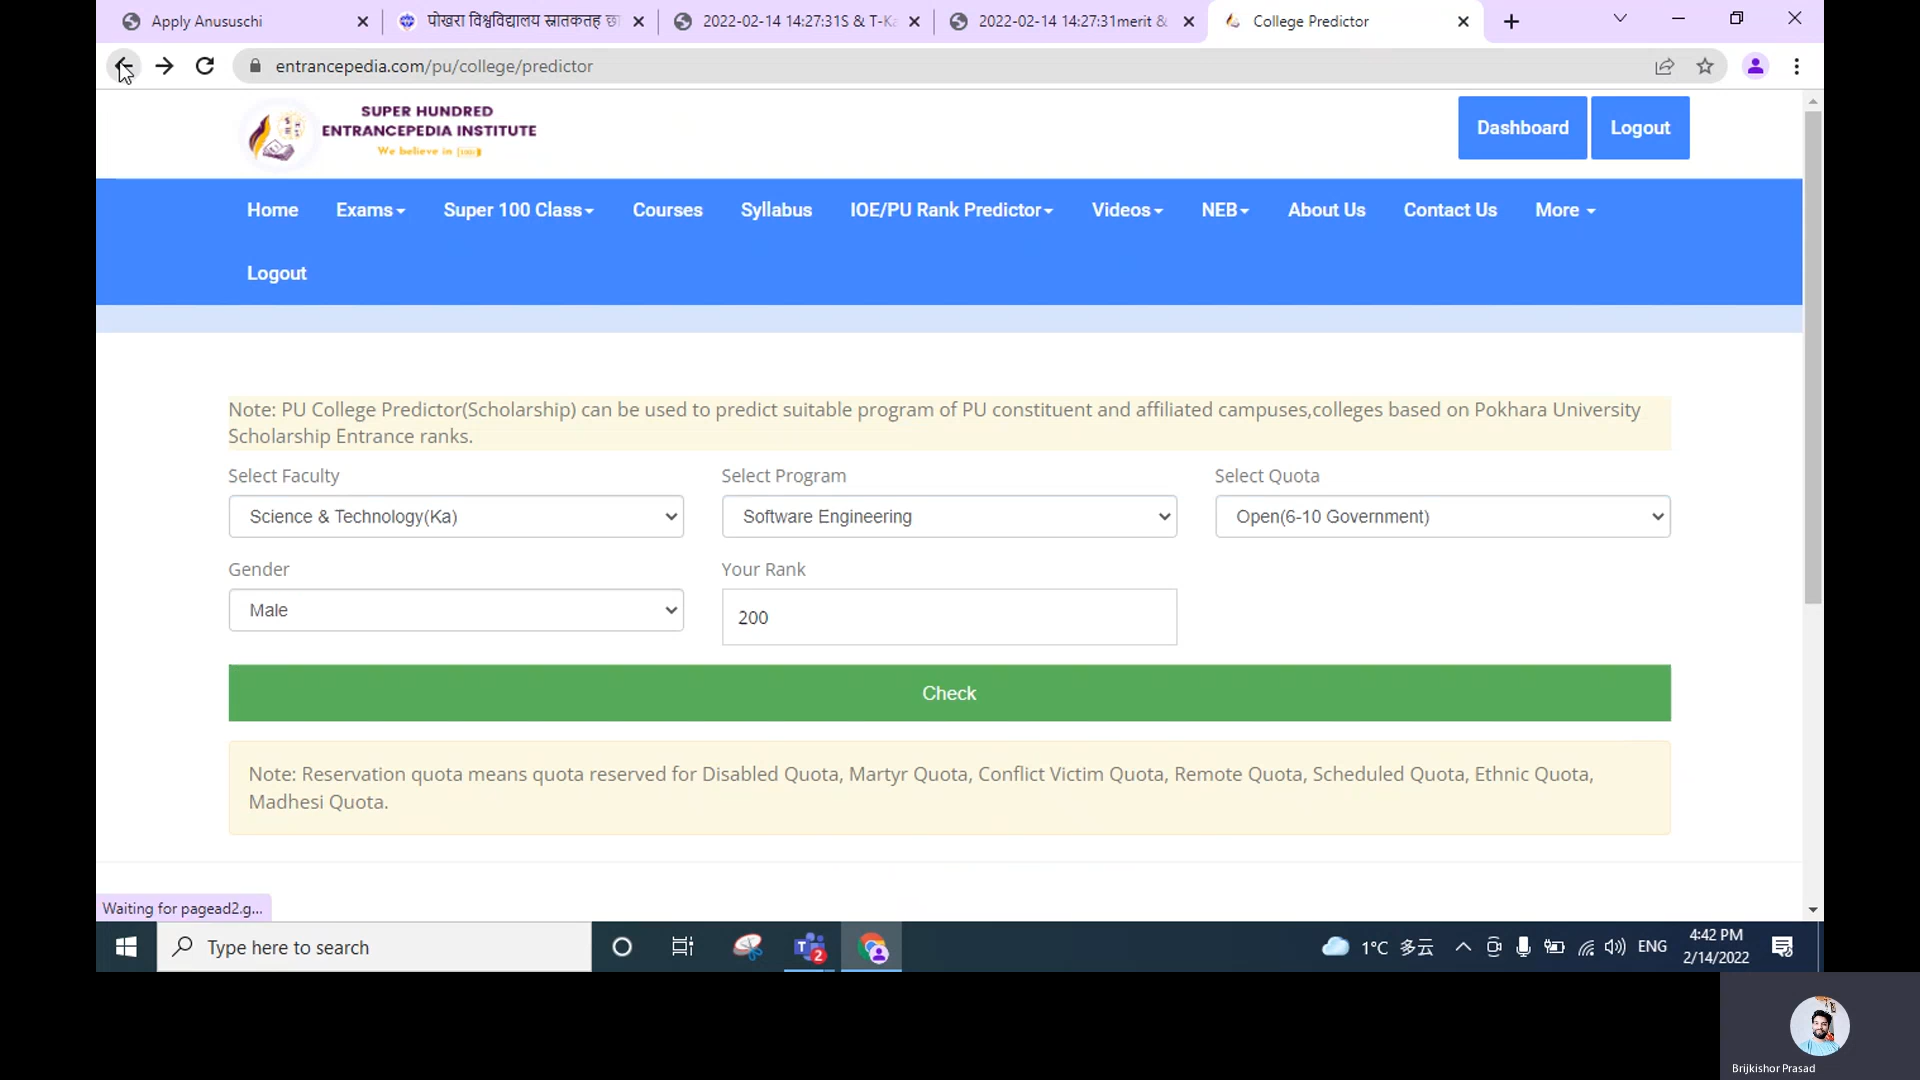 Apply Anususchi
पोखरा विश्वविद्यालय स्नातकतह छा
2022-02-14 14:27:31S & T-Ka
2022-02-14 14:27:31merit &
College Predictor
entrancepedia.com/pu/college/predictor
SUPER HUNDRED
ENTRANCEPEDIA INSTITUTE
We believe in
Dashboard
Logout
Home
Exams
Super 100 Class
Courses
Syllabus
IOE/PU Rank Predictor
Videos
NEB
About Us
Contact Us
More
Logout
Note: PU College Predictor(Scholarship) can be used to predict suitable program of PU constituent and affiliated campuses,colleges based on Pokhara University
Scholarship Entrance ranks.
Select Faculty
Select Program
Select Quota
Science & Technology(Ka)
Software Engineering
Open(6-10 Government)
Gender
Your Rank
Male
200
Check
Note: Reservation quota means quota reserved for Disabled Quota, Martyr Quota, Conflict Victim Quota, Remote Quota, Scheduled Quota, Ethnic Quota,
Madhesi Quota.
Waiting for pagead2.g...
Type here to search
2
1°C 多云
ENG
4:42 PM
2/14/2022
Brijkishor Prasad